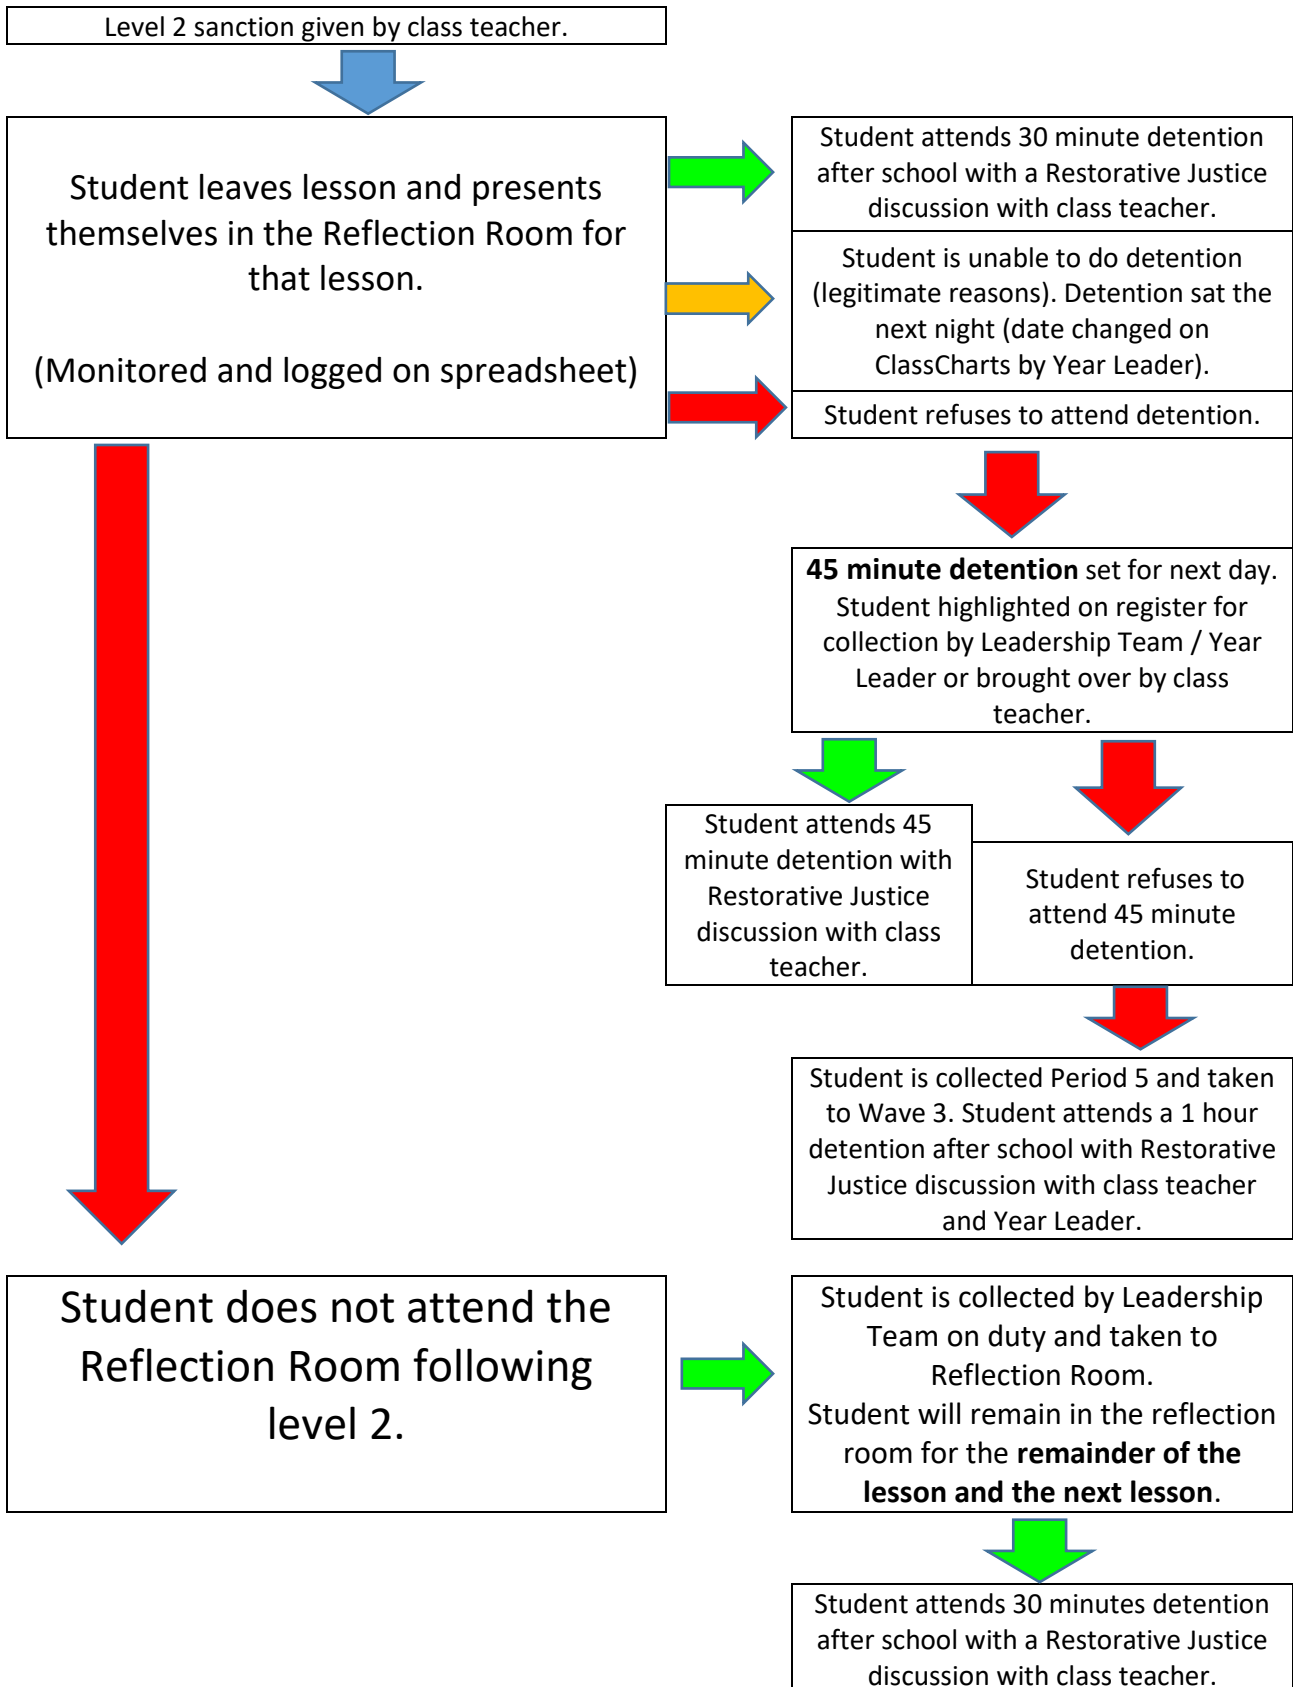 Level 2 sanction given by class teacher.
Student leaves lesson and presents
themselves in the Reflection Room for
that lesson.
(Monitored and logged on spreadsheet)
Student attends 30 minute detention
after school with a Restorative Justice
discussion with class teacher.
Student is unable to do detention
(legitimate reasons). Detention sat the
next night (date changed on
ClassCharts by Year Leader).
Student refuses to attend detention.
45 minute detention set for next day.
Student highlighted on register for
collection by Leadership Team / Year
Leader or brought over by class
teacher.
Student attends 45
minute detention with
Restorative Justice
discussion with class
teacher.
Student refuses to
attend 45 minute
detention.
Student is collected Period 5 and taken
to Wave 3. Student attends a 1 hour
detention after school with Restorative
Justice discussion with class teacher
and Year Leader.
Student does not attend the
Reflection Room following
level 2.
Student is collected by Leadership
Team on duty and taken to
Reflection Room.
Student will remain in the reflection
room for the remainder of the
lesson and the next lesson.
Student attends 30 minutes detention
after school with a Restorative Justice
discussion with class teacher.